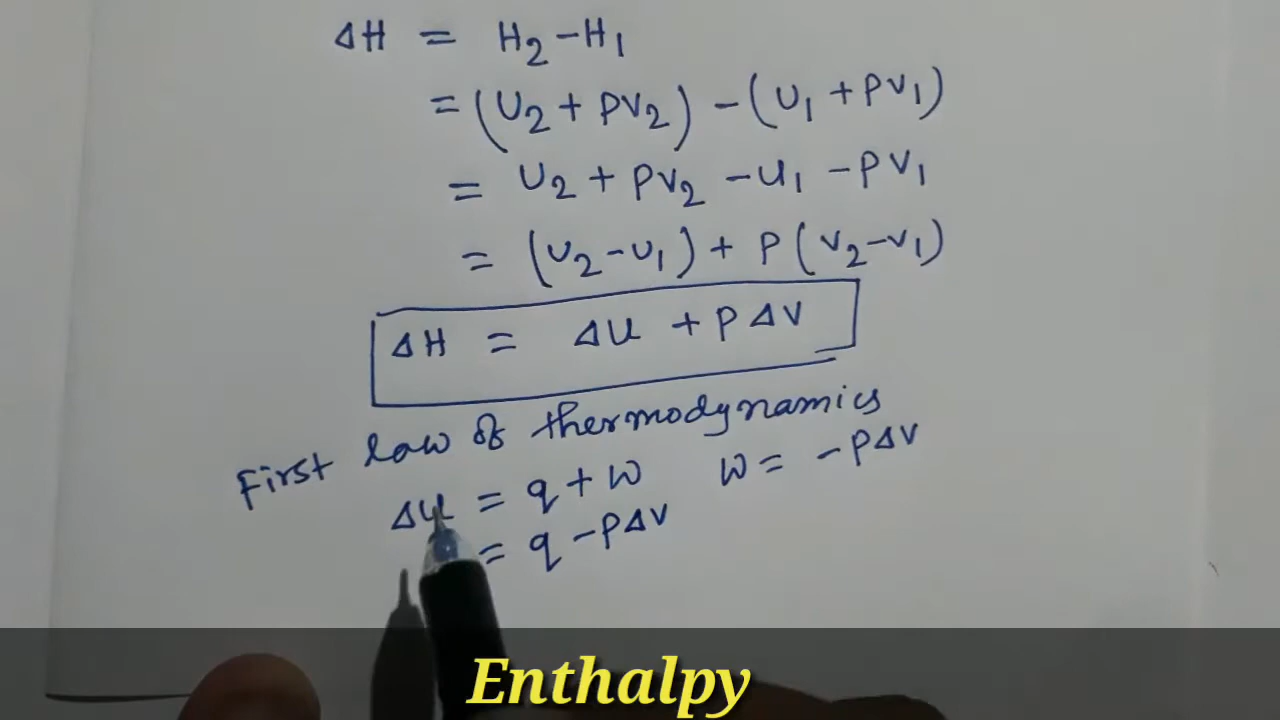 ΔH = H₂ - H₁
= (U₂ + PV₂) - (U₁ + PV₁)
= U₂ + PV₂ - U₁ - PV₁
= (U₂ - U₁) + P(V₂ - V₁)
ΔH = ΔU + PΔV
First law of thermodynamics
ΔU = q + W W = -PΔV
= q - PΔV
Enthalpy